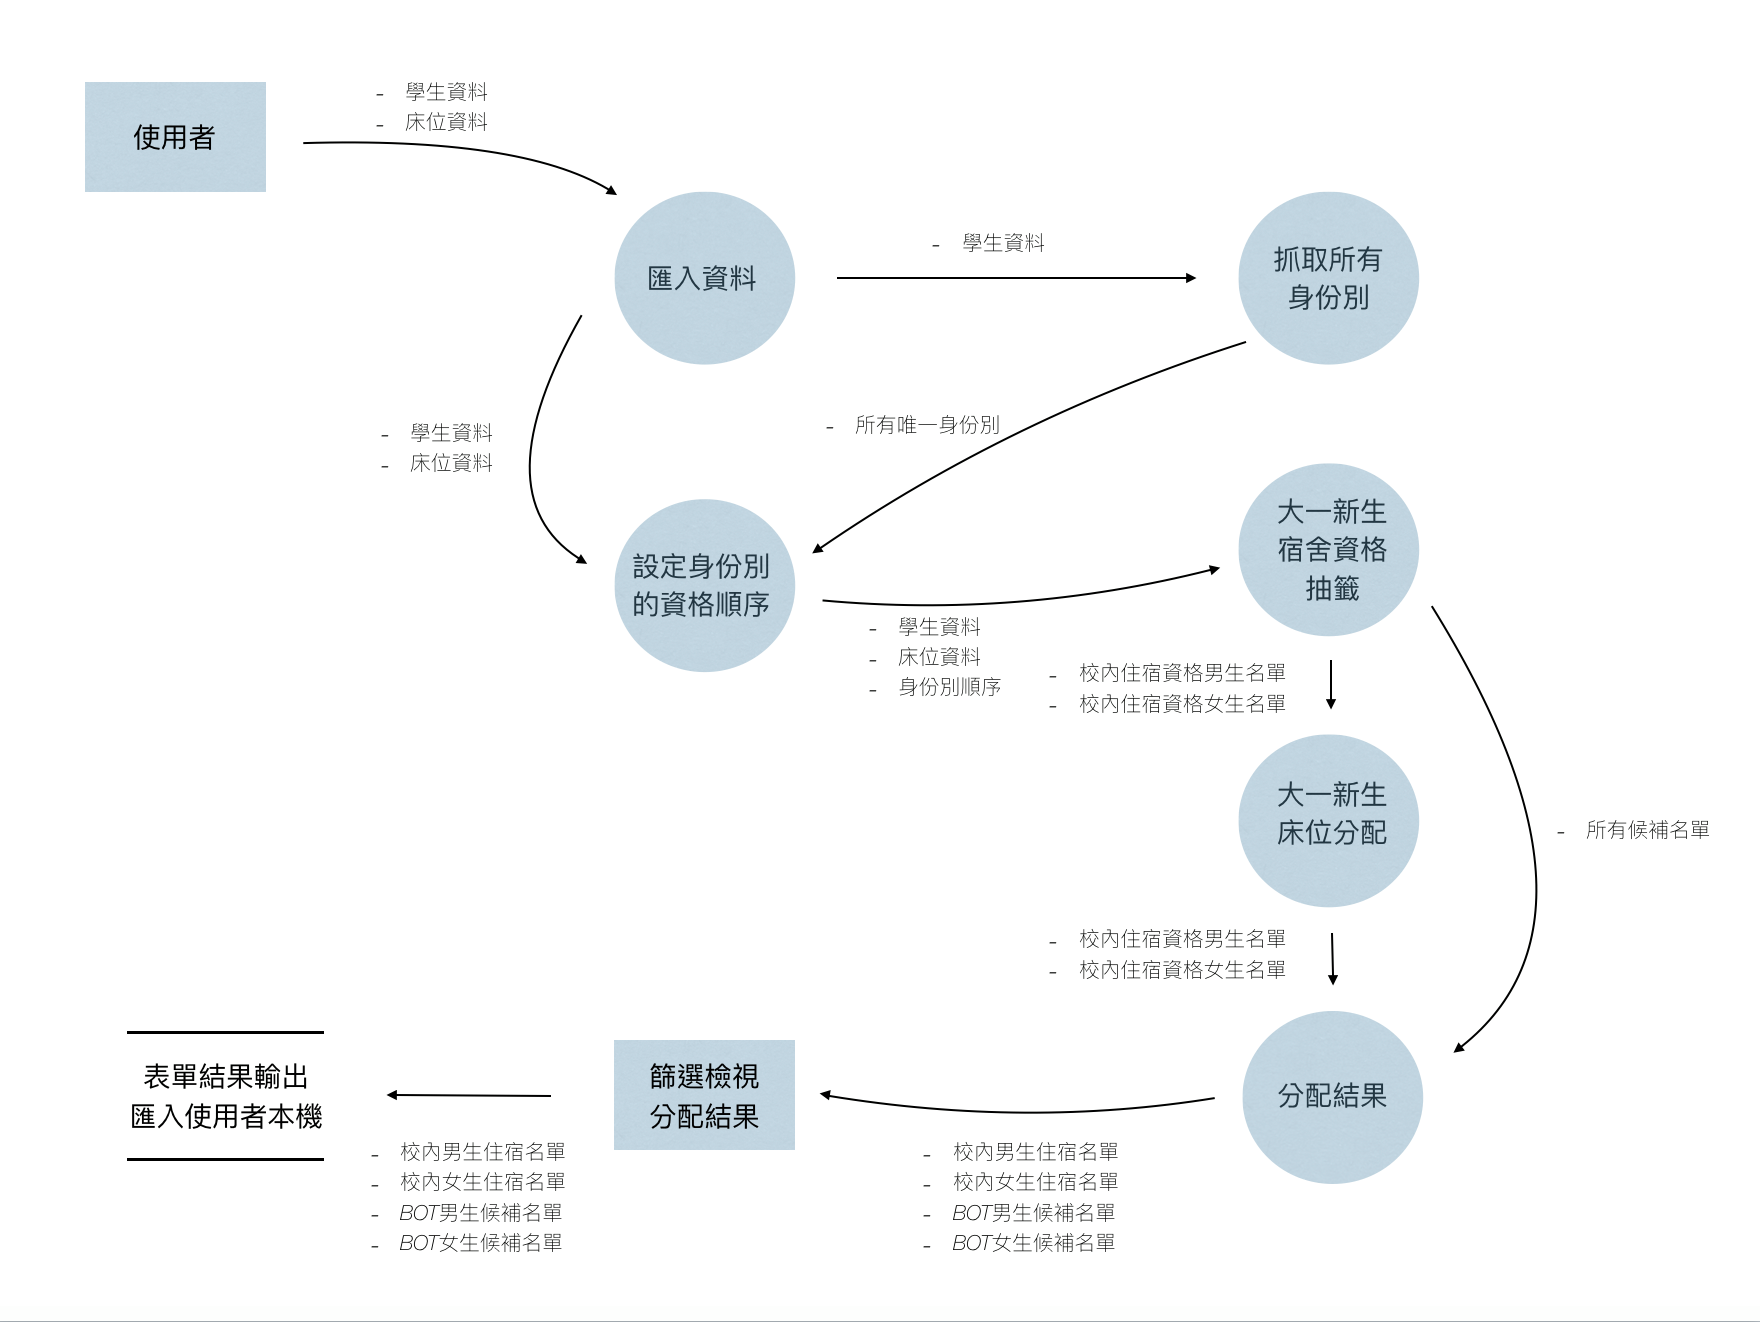 使用者
- 學生資料
- 床位資料
匯入資料
- 學生資料
抓取所有
身份別
- 學生資料
- 床位資料
- 所有唯一身份別
設定身份別
的資格順序
- 學生資料
- 床位資料
- 身份別順序
大一新生
宿舍資格
抽籤
- 校內住宿資格男生名單
- 校內住宿資格女生名單
大一新生
床位分配
- 所有候補名單
- 校內住宿資格男生名單
- 校內住宿資格女生名單
分配結果
- 校內男生住宿名單
- 校內女生住宿名單
- BOT男生候補名單
- BOT女生候補名單
篩選檢視
分配結果
- 校內男生住宿名單
- 校內女生住宿名單
- BOT男生候補名單
- BOT女生候補名單
表單結果輸出
匯入使用者本機